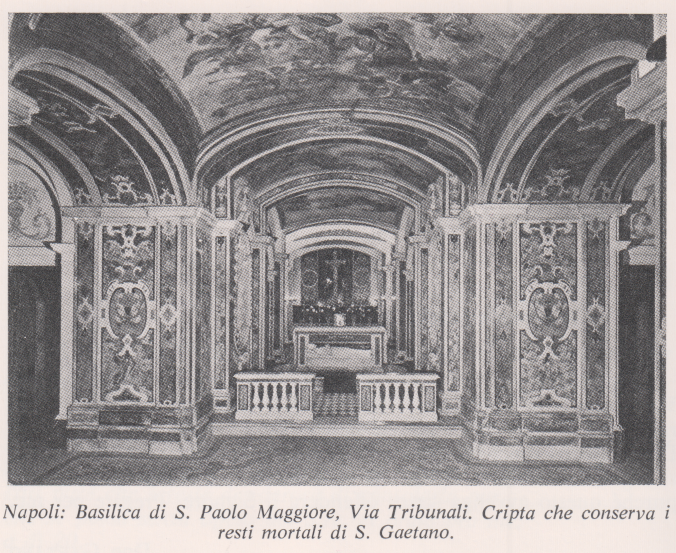 Napoli: Basilica di S. Paolo Maggiore, Via Tribunali. Cripta che conserva i
resti mortali di S. Gaetano.